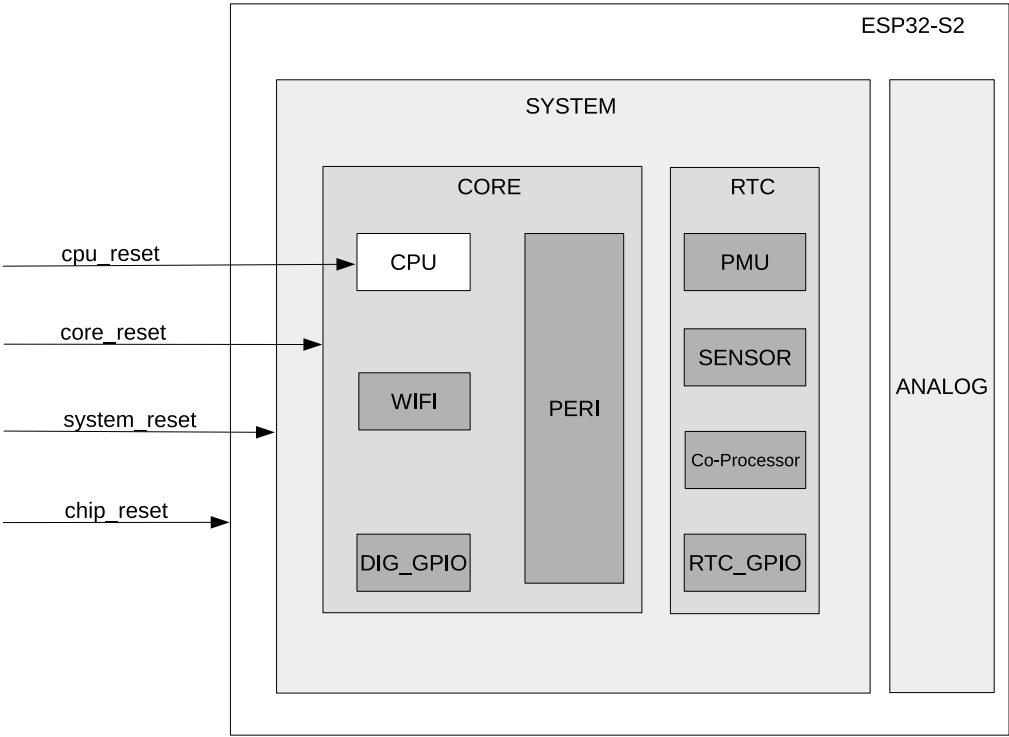 ESP32-S2
SYSTEM
CORE
RTC
cpu_reset
CPU
PMU
core_reset
SENSOR
WIFI
PERI
ANALOG
system_reset
Co-Processor
chip_reset
DIG_GPIO
RTC_GPIO